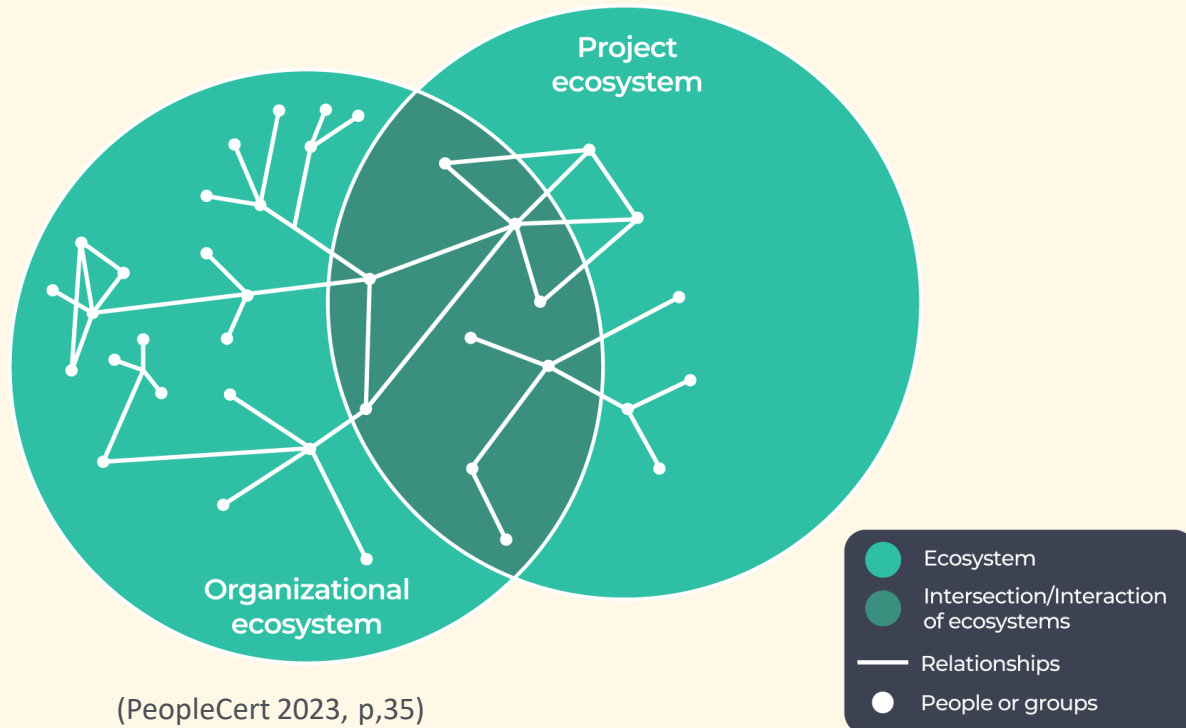 Project
ecosystem
Organizational
ecosystem
(PeopleCert 2023, p,35)
Ecosystem
Intersection/Interaction
of ecosystems
Relationships
People or groups